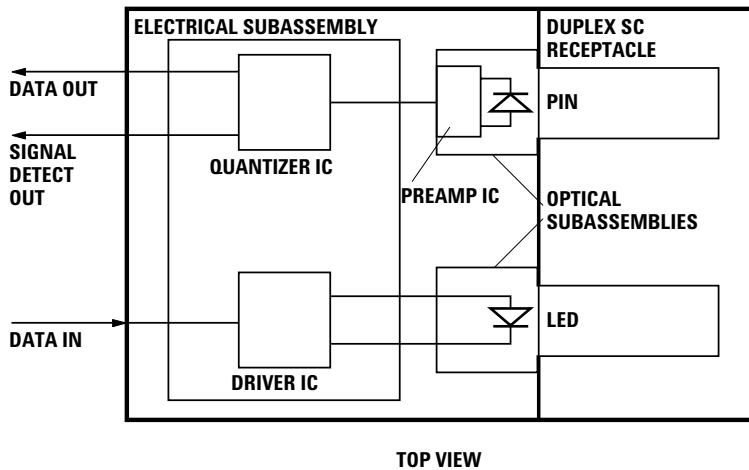 ELECTRICAL SUBASSEMBLY
DUPLEX SC
RECEPTACLE
DATA OUT
PIN
SIGNAL
DETECT
OUT
QUANTIZER IC
PREAMP IC
OPTICAL
SUBASSEMBLIES
DATA IN
LED
DRIVER IC
TOP VIEW